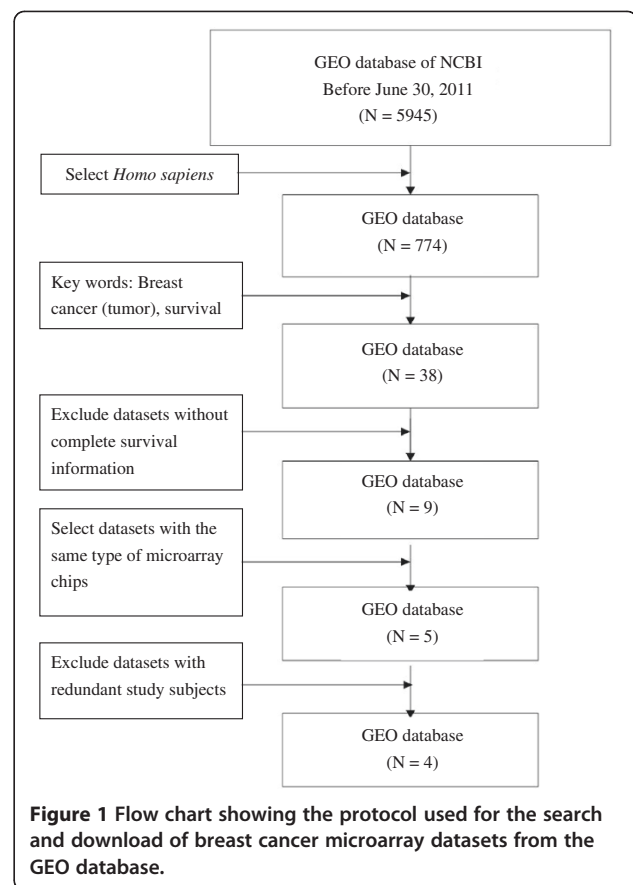 GEO database of NCBI
Before June 30, 2011
(N = 5945)
Select Homo sapiens
GEO database
(N = 774)
Key words: Breast
cancer (tumor), survival
GEO database
(N = 38)
Exclude datasets without
complete survival
information
GEO database
(N = 9)
Select datasets with the
same type of microarray
chips
GEO database
(N = 5)
Exclude datasets with
redundant study subjects
GEO database
(N = 4)
Figure 1 Flow chart showing the protocol used for the search
and download of breast cancer microarray datasets from the
GEO database.